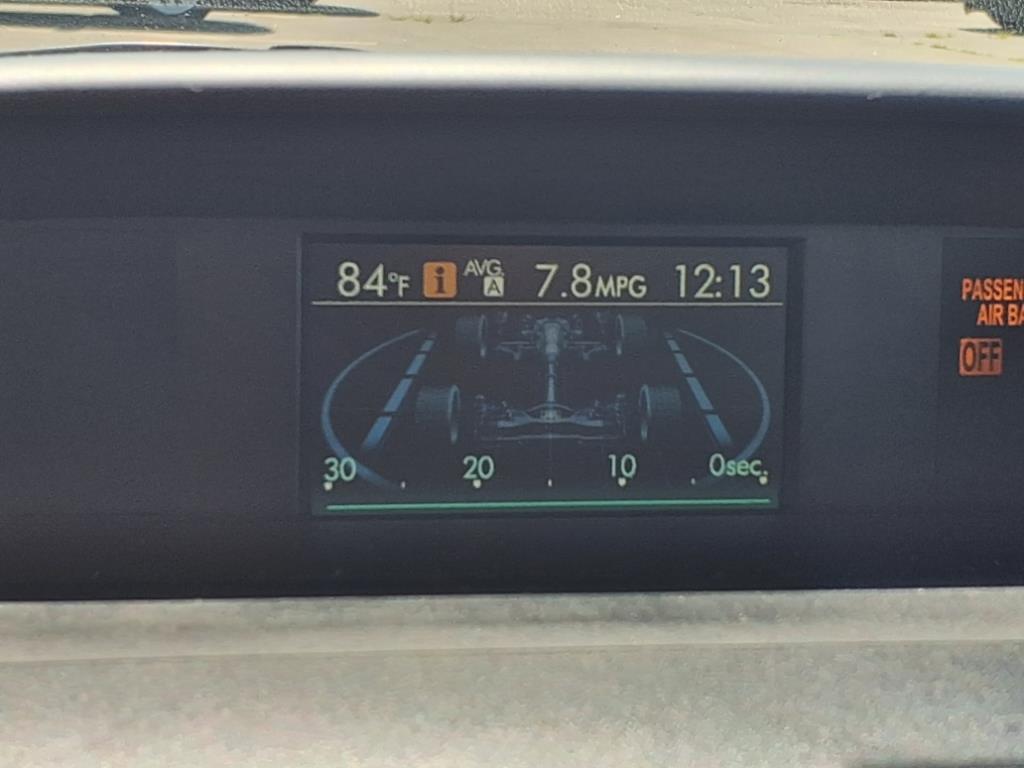 84°F i AVG. A 7.8MPG 12:13
30 20 10 0sec.
PASSEN
AIR BA
OFF